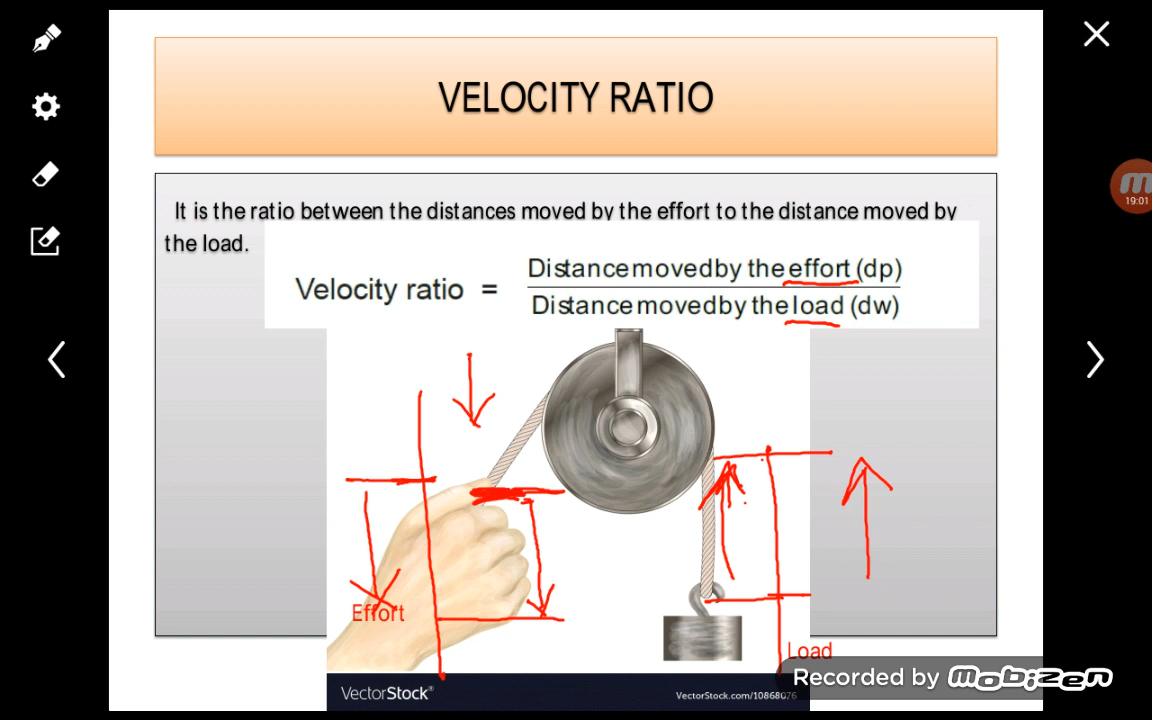 VELOCITY RATIO
19:01
It is the ratio between the distances moved by the effort to the distance moved by
the load.
Velocity ratio = Distance moved by the effort (dp)
Distance moved by the load (dw)
Effort
Load
Recorded by mobizen
VectorStock®
VectorStock.com/10868076